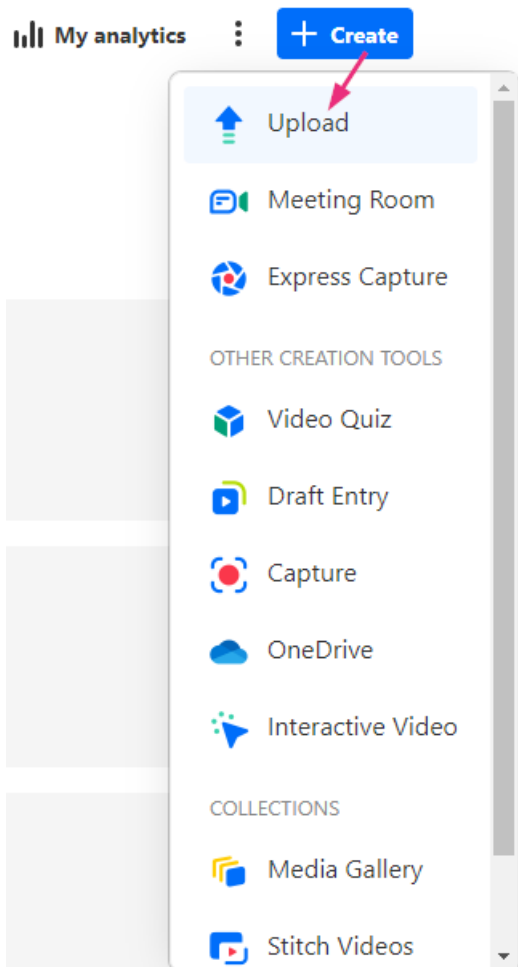 My analytics
Create
Upload
Meeting Room
Express Capture
OTHER CREATION TOOLS
Video Quiz
Draft Entry
Capture
OneDrive
Interactive Video
COLLECTIONS
Media Gallery
Stitch Videos